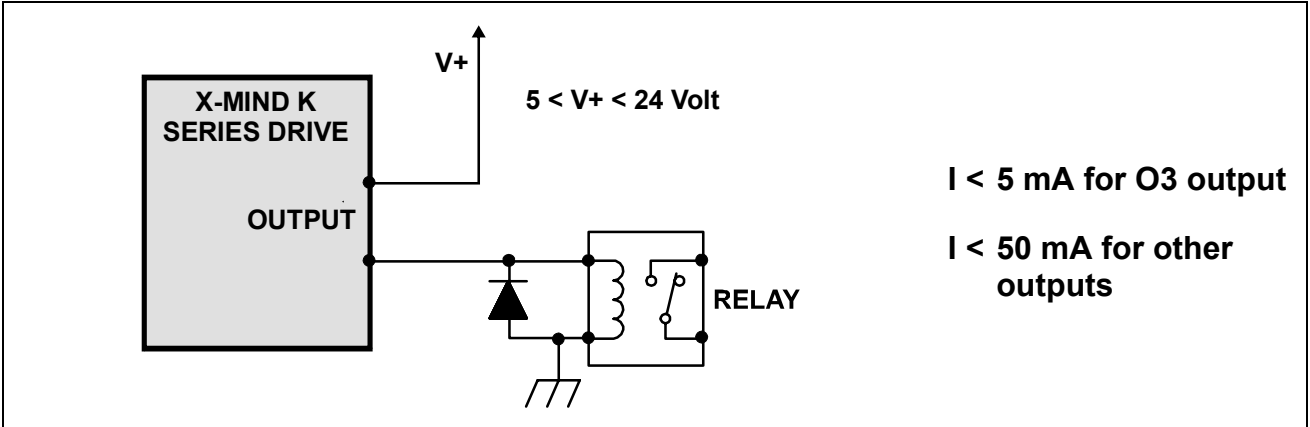 V+
5 < V+ < 24 Volt
X-MIND K
SERIES DRIVE
OUTPUT
I < 5 mA for O3 output
I < 50 mA for other
outputs
RELAY